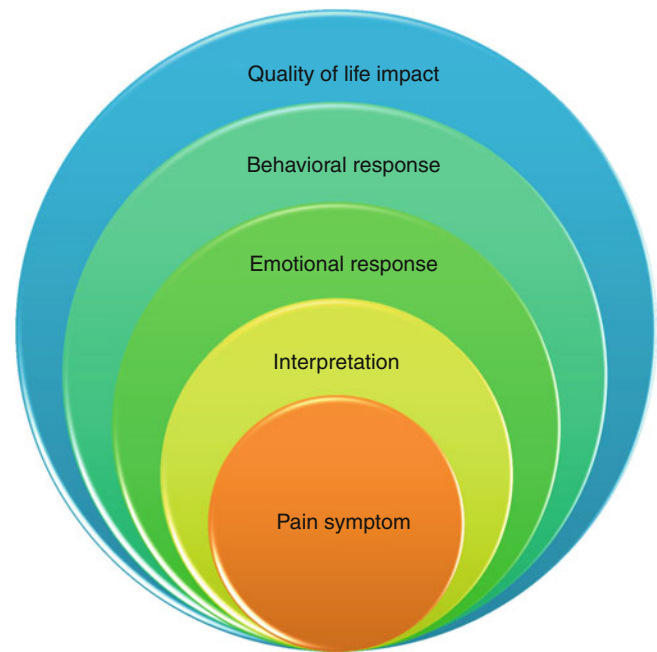 Quality of life impact
Behavioral response
Emotional response
Interpretation
Pain symptom